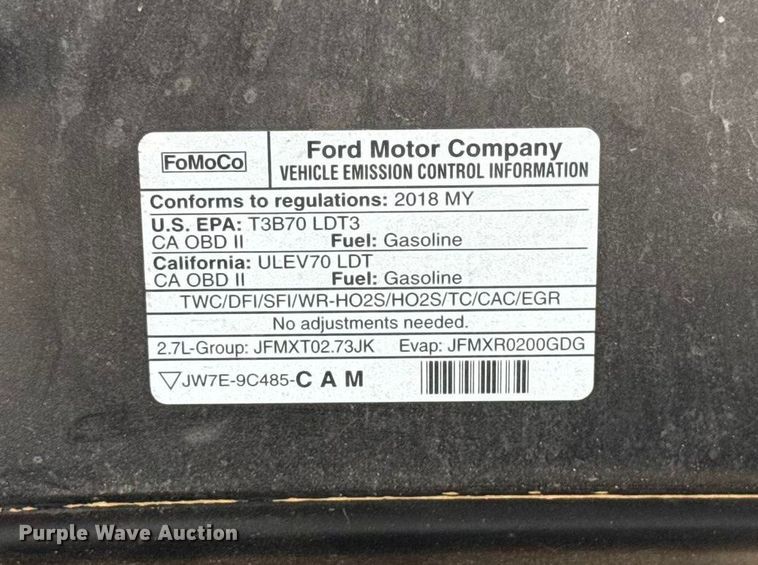 FoMoCo
Ford Motor Company
VEHICLE EMISSION CONTROL INFORMATION
Conforms to regulations: 2018 MY
U.S. EPA: T3B70 LDT3
CA OBD II Fuel: Gasoline
California: ULEV70 LDT
CA OBD II Fuel: Gasoline
TWC/DFI/SFI/WR-HO2S/HO2S/TC/CAC/EGR
No adjustments needed.
2.7L-Group: JFMXT02.73JK Evap: JFMXR0200GDG
▽JW7E-9C485-C A M
Purple Wave Auction